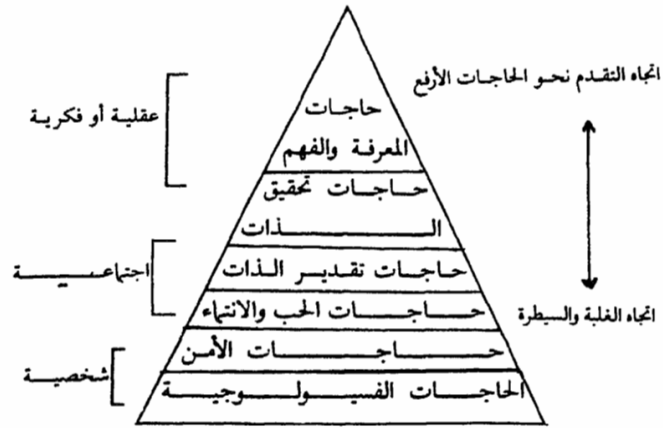 اتجاه التقدم نحو الحاجات الأرفع
حاجات
عقلية أو فكرية
المعرفة والفهم
حاجات تحقيق
الذات
حاجات تقدير الذات
اجتماعية
حاجات الحب والانتماء
اتجاه الغلبة والسيطرة
حاجات الأمن
شخصية
الحاجات الفسيولوجية